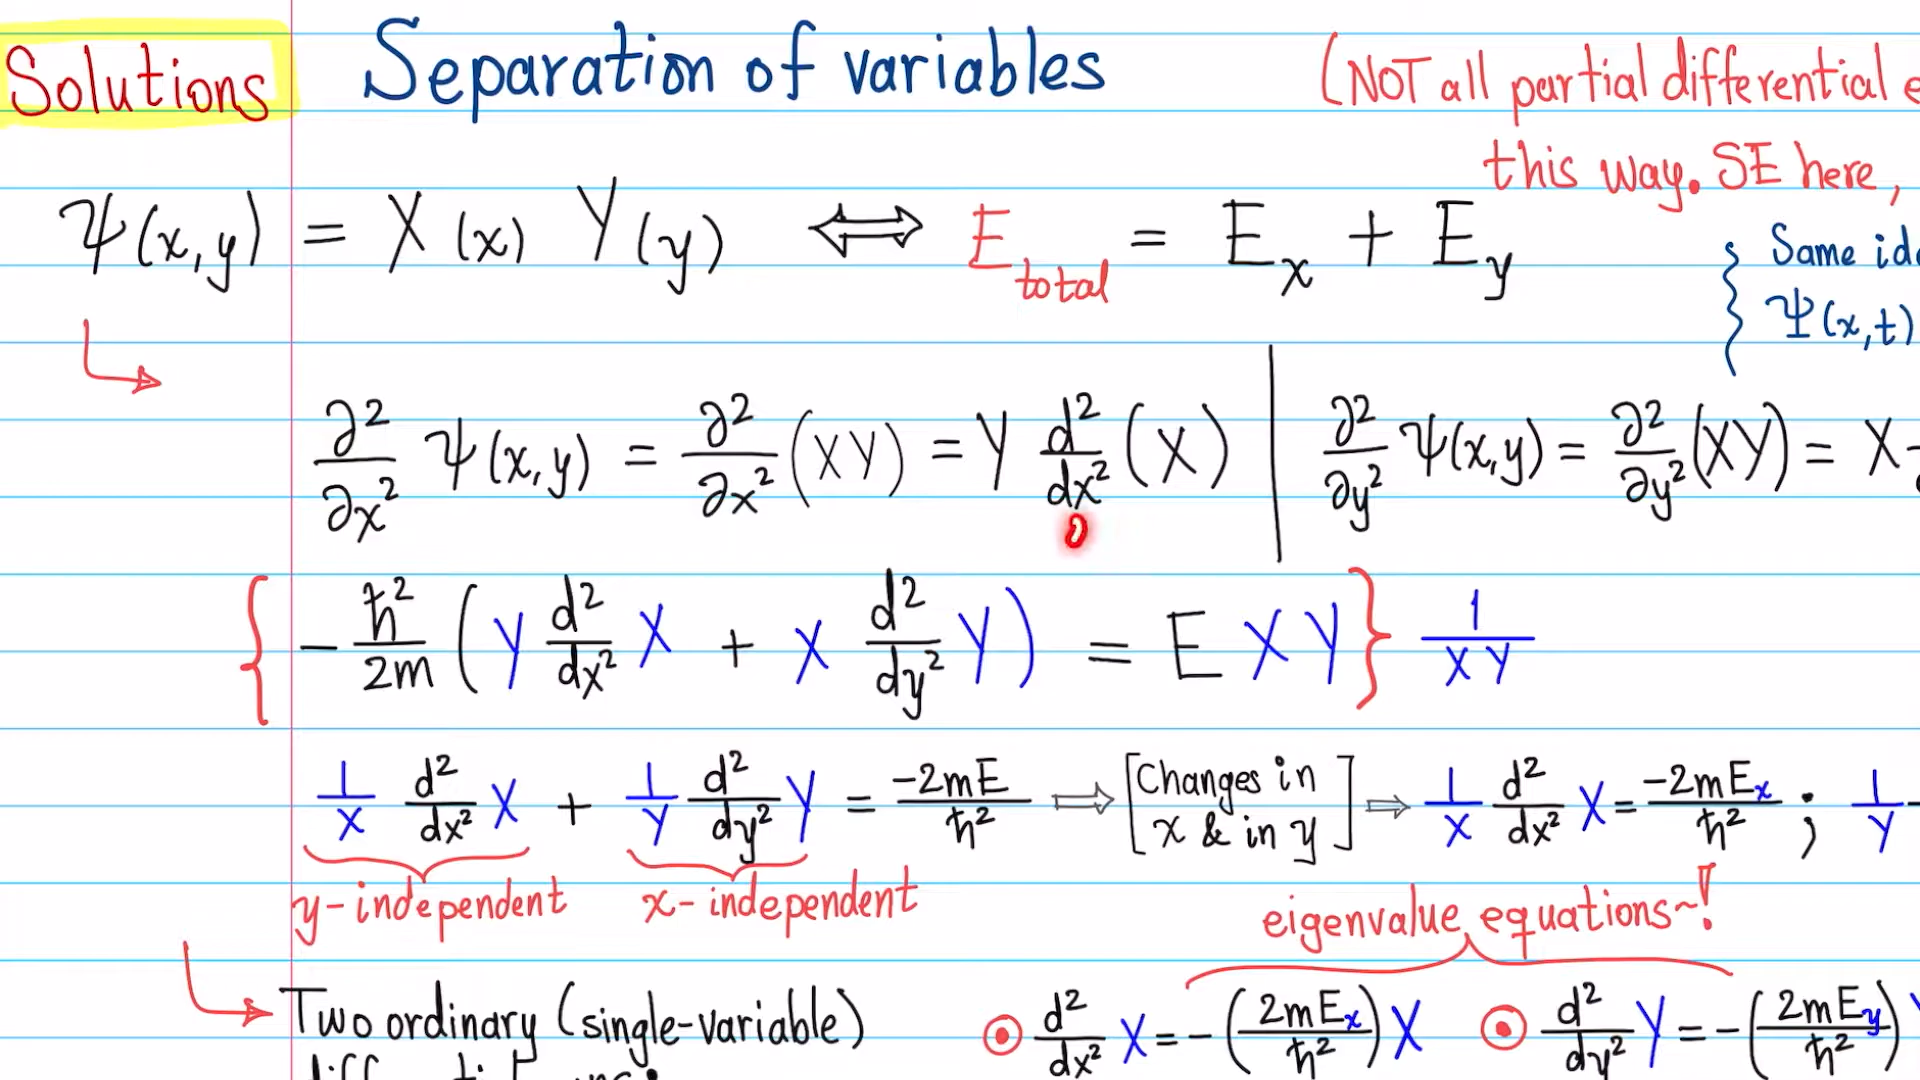 Solutions Separation of variables (NOT all partial differential
this way. SE here,
Ψ(x,y) = X(x) Y(y) ⟺ E_total = E_x + E_y
{ Same
Ψ(x,t)
∂²/∂x² Ψ(x,y) = ∂²/∂x² (XY) = Y d²/dx² (X) | ∂²/∂y² Ψ(x,y) = ∂²/∂y² (XY) = X
{ -ħ²/2m ( Y d²/dx² X + X d²/dy² Y ) = E X Y } 1/XY
1/X d²/dx² X + 1/Y d²/dy² Y = -2mE/ħ² ⇒ [Changes in x & in y] ⇒ 1/X d²/dx² X = -2mE_x/ħ² ; 1/Y
y-independent x-independent
eigenvalue equations~!
Two ordinary (single-variable) ⊙ d²/dx² X = -(2mE_x/ħ²) X ⊙ d²/dy² Y = -(2mE_y/ħ²)